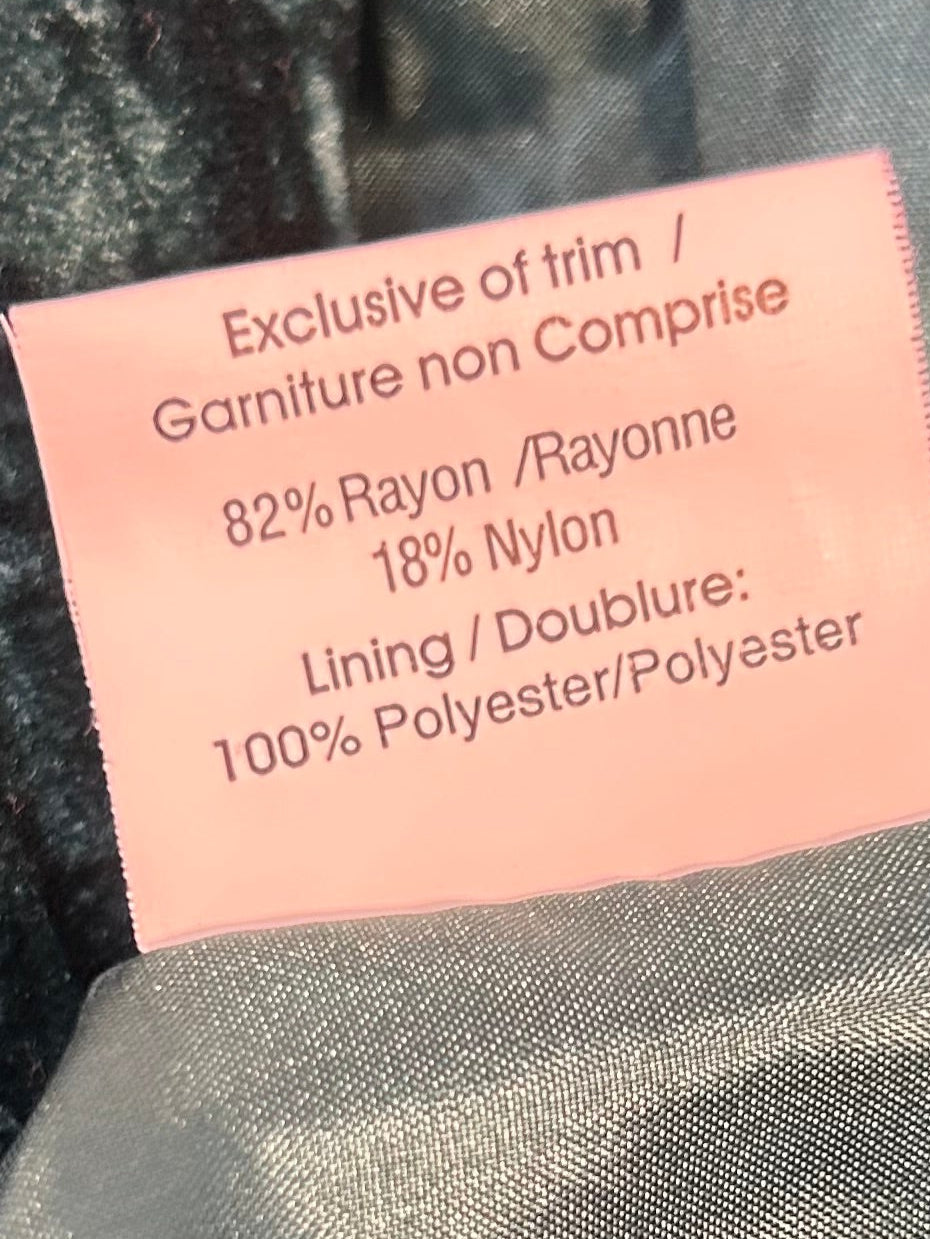 Exclusive of trim /
Garniture non Comprise
82% Rayon /Rayonne
18% Nylon
Lining / Doublure:
100% Polyester/Polyester